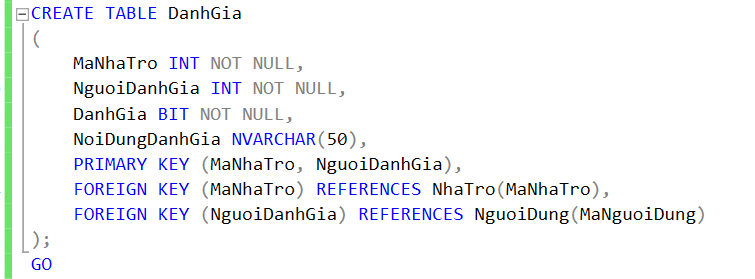 CREATE TABLE DanhGia
(
MaNhaTro INT NOT NULL,
NguoiDanhGia INT NOT NULL,
DanhGia BIT NOT NULL,
NoiDungDanhGia NVARCHAR(50),
PRIMARY KEY (MaNhaTro, NguoiDanhGia),
FOREIGN KEY (MaNhaTro) REFERENCES NhaTro(MaNhaTro),
FOREIGN KEY (NguoiDanhGia) REFERENCES NguoiDung(MaNguoiDung)
);
GO